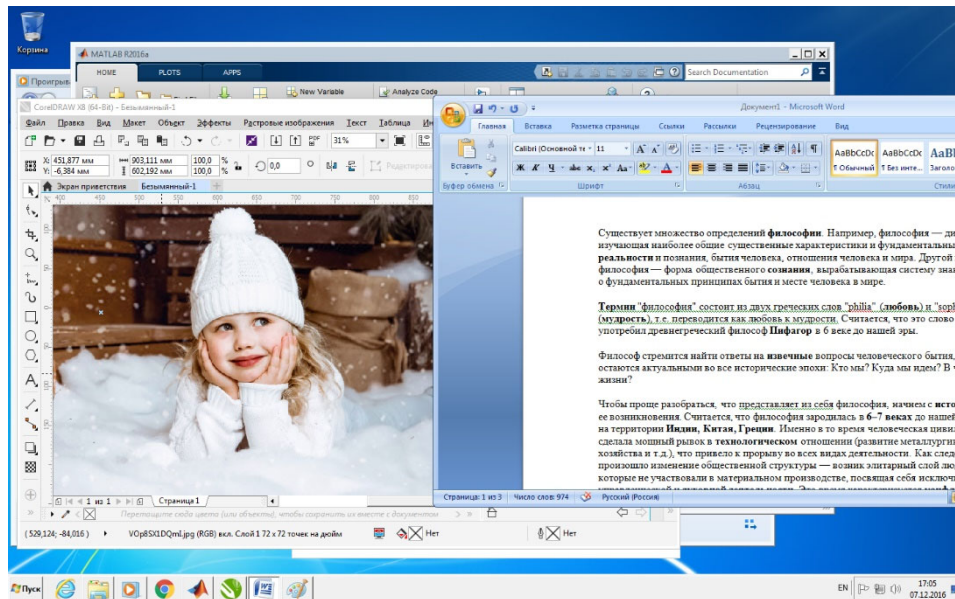 Корзина
MATLAB R2016a
HOME PLOTS APPS
Search Documentation
New Variable
Analyze Code
Проигрыв
CorelDRAW X8 (64-Bit) - Безымянный-1
Файл Правка Вид Макет Объект Эффекты Растровые изображения Текст Таблица Ин
31%
X: 451,877 мм 903,111 мм 100,0 %
Y: -6,384 мм 602,192 мм 100,0 %
0,0
Редактирова
Экран приветствия Безымянный-1
1 из 1 Страница 1
Перетащите сюда цвета (или объекты), чтобы сохранить их вместе с документом
( 529,124; -84,016 ) VOp8SX1DQmI.jpg (RGB) вкл. Слой 1 72 x 72 точек на дюйм Нет Нет
Документ1 - Microsoft Word
Главная Вставка Разметка страницы Ссылки Рассылки Рецензирование Вид
Вставить
Calibri (Основной те 11
AaBbCcDc AaBbCcDc AaBb
¶ Обычный ¶ Без инте... Заголо
Буфер обмена Шрифт Абзац Стили
Существует множество определений философии. Например, философия —
изучающая наиболее общие существенные характеристики и фундаментальны
реальности и познания, бытия человека, отношения человека и мира. Другой
философия — форма общественного сознания, вырабатывающая систему зна
о фундаментальных принципах бытия и месте человека в мире.
Термин "философия" состоит из двух греческих слов "philia" (любовь) и "soph
(мудрость), т.е. переводится как любовь к мудрости. Считается, что это слово
употребил древнегреческий философ Пифагор в 6 веке до нашей эры.
Философ стремится найти ответы на извечные вопросы человеческого бытия,
остаются актуальными во все исторические эпохи: Кто мы? Куда мы идем? В ч
жизни?
Чтобы проще разобраться, что представляет из себя философия, начнем с исто
ее возникновения. Считается, что философия зародилась в 6–7 веках до нашей
на территории Индии, Китая, Греции. Именно в то время человеческая цивил
сделала мощный рывок в технологическом отношении (развитие металлурги
хозяйства и т.д.), что привело к прорыву во всех видах деятельности. Как след
произошло изменение общественной структуры — возник элитарный слой лю
которые не участвовали в материальном производстве, посвящая себя исключи
Страница: 1 из 3 Число слов: 974 Русский (Россия)
Пуск
EN
17:05
07.12.2016